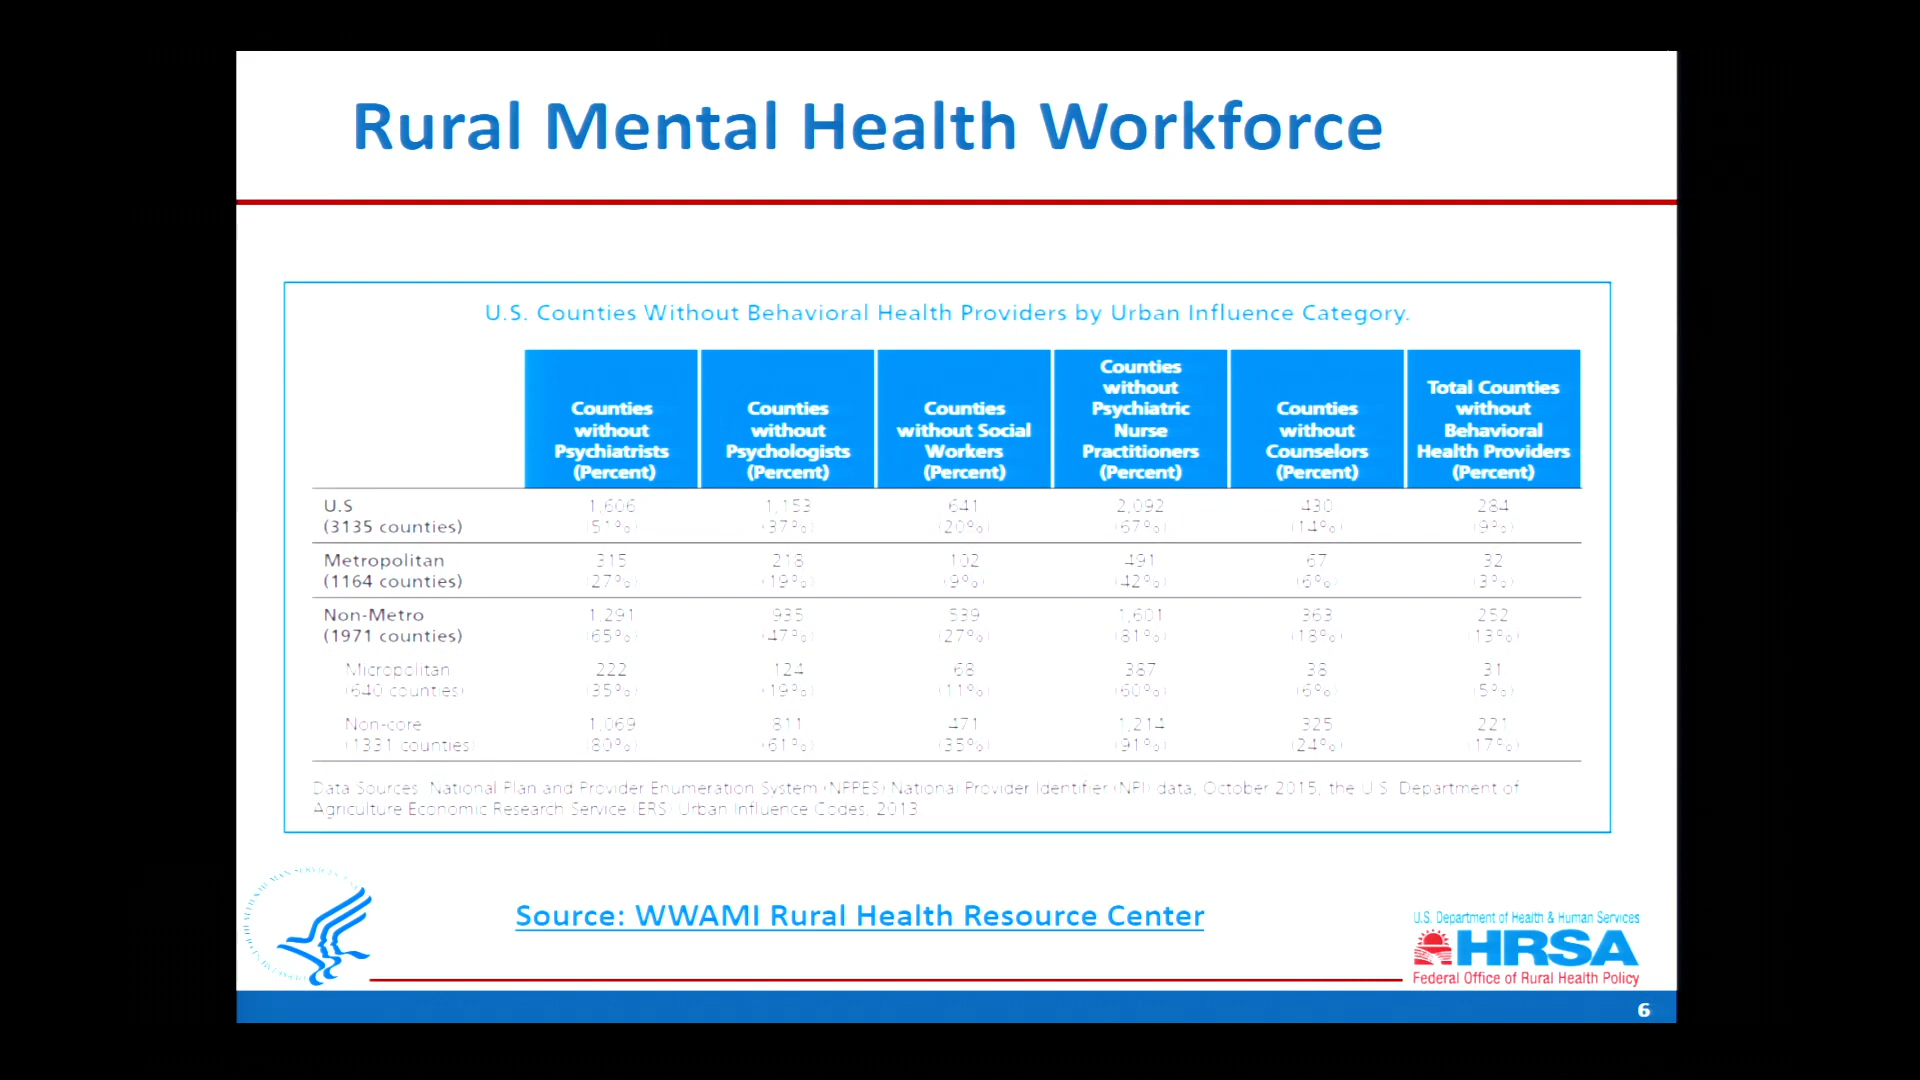 Rural Mental Health Workforce
U.S. Counties Without Behavioral Health Providers by Urban Influence Category.
Counties without Psychiatrists (Percent)
Counties without Psychologists (Percent)
Counties without Social Workers (Percent)
Counties without Psychiatric Nurse Practitioners (Percent)
Counties without Counselors (Percent)
Total Counties without Behavioral Health Providers (Percent)
U.S 1,606 1,153 641 2,092 430 284
(3135 counties) (51%) (37%) (20%) (67%) (14%) (9%)
Metropolitan 315 218 102 491 67 32
(1164 counties) (27%) (19%) (9%) (42%) (6%) (3%)
Non-Metro 1,291 935 539 1,601 363 252
(1971 counties) (65%) (47%) (27%) (81%) (18%) (13%)
Micropolitan 222 124 68 387 38 31
(640 counties) (35%) (19%) (11%) (60%) (6%) (5%)
Non-core 1,069 811 471 1,214 325 221
(1331 counties) (80%) (61%) (35%) (91%) (24%) (17%)
Data Sources: National Plan and Provider Enumeration System (NPPES) National Provider Identifier (NPI) data, October 2015; the U.S. Department of
Agriculture Economic Research Service (ERS) Urban Influence Codes, 2013
Source: WWAMI Rural Health Resource Center
U.S. Department of Health & Human Services
HRSA
Federal Office of Rural Health Policy
6